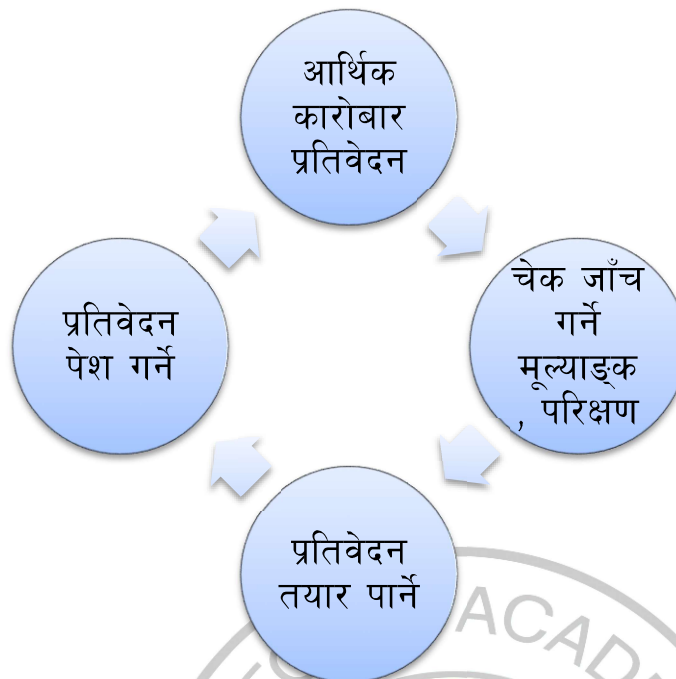 आर्थिक
कारोबार
प्रतिवेदन
चेक जाँच
गर्ने
मूल्याङ्क
, परिक्षण
प्रतिवेदन
तयार पार्ने
प्रतिवेदन
पेश गर्ने